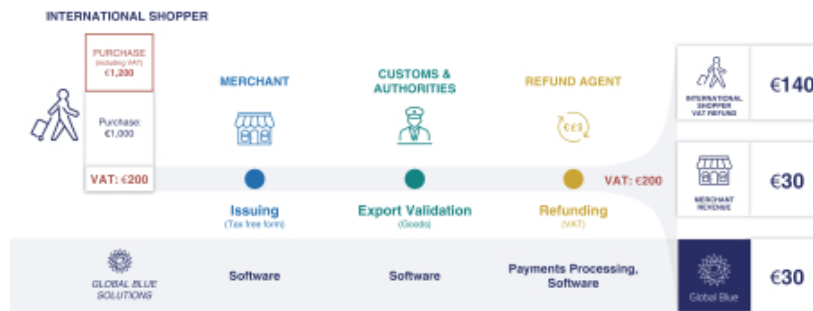 INTERNATIONAL SHOPPER
PURCHASE
(including VAT)
€1,200
Purchase:
€1,000
VAT: €200
MERCHANT
CUSTOMS &
AUTHORITIES
REFUND AGENT
€€$
VAT: €200
Issuing
(Tax free form)
Export Validation
(Goods)
Refunding
(VAT)
GLOBAL BLUE
SOLUTIONS
Software
Software
Payments Processing,
Software
INTERNATIONAL
SHOPPER
VAT REFUND
€140
MERCHANT
REVENUE
€30
Global Blue
€30